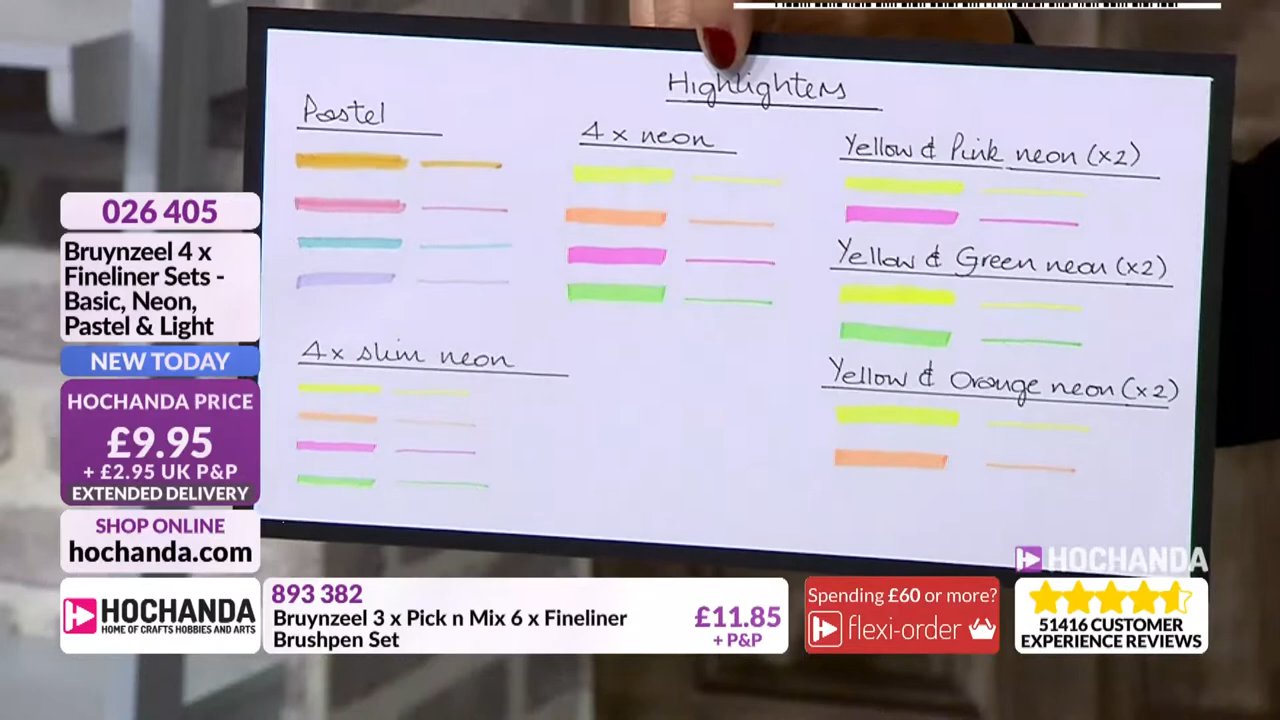 Highlighters
Pastel
4 x neon
Yellow & Pink neon (x2)
Yellow & Green neon (x2)
4 x slim neon
Yellow & Orange neon (x2)
026 405
Bruynzeel 4 x
Fineliner Sets -
Basic, Neon,
Pastel & Light
NEW TODAY
HOCHANDA PRICE
£9.95
+ £2.95 UK P&P
EXTENDED DELIVERY
SHOP ONLINE
hochanda.com
HOCHANDA
HOCHANDA
HOME OF CRAFTS HOBBIES AND ARTS
893 382
Bruynzeel 3 x Pick n Mix 6 x Fineliner
Brushpen Set
£11.85
+ P&P
Spending £60 or more?
flexi-order
51416 CUSTOMER
EXPERIENCE REVIEWS